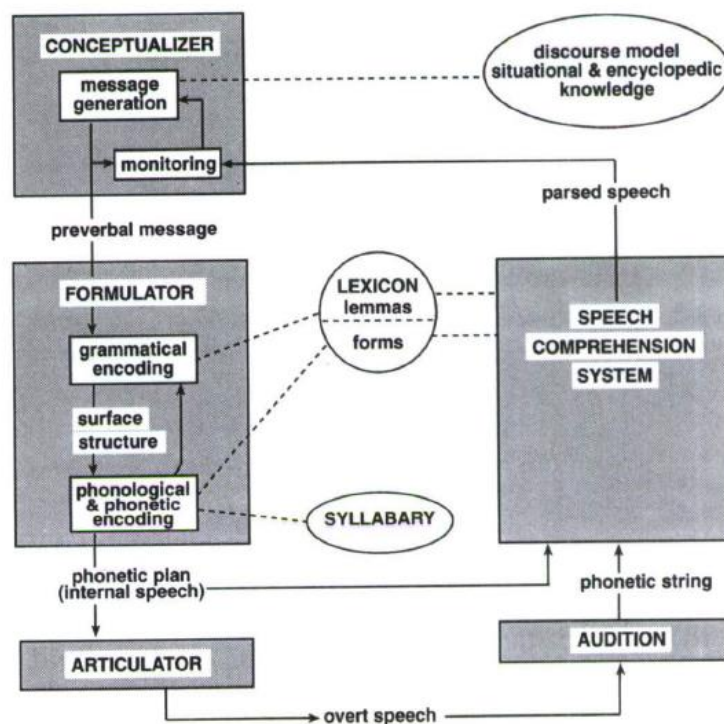 CONCEPTUALIZER
message
generation
monitoring
discourse model
situational & encyclopedic
knowledge
parsed speech
preverbal message
FORMULATOR
grammatical
encoding
surface
structure
phonological
& phonetic
encoding
LEXICON
lemmas
forms
SYLLABARY
SPEECH
COMPREHENSION
SYSTEM
phonetic plan
(internal speech)
phonetic string
ARTICULATOR
AUDITION
overt speech